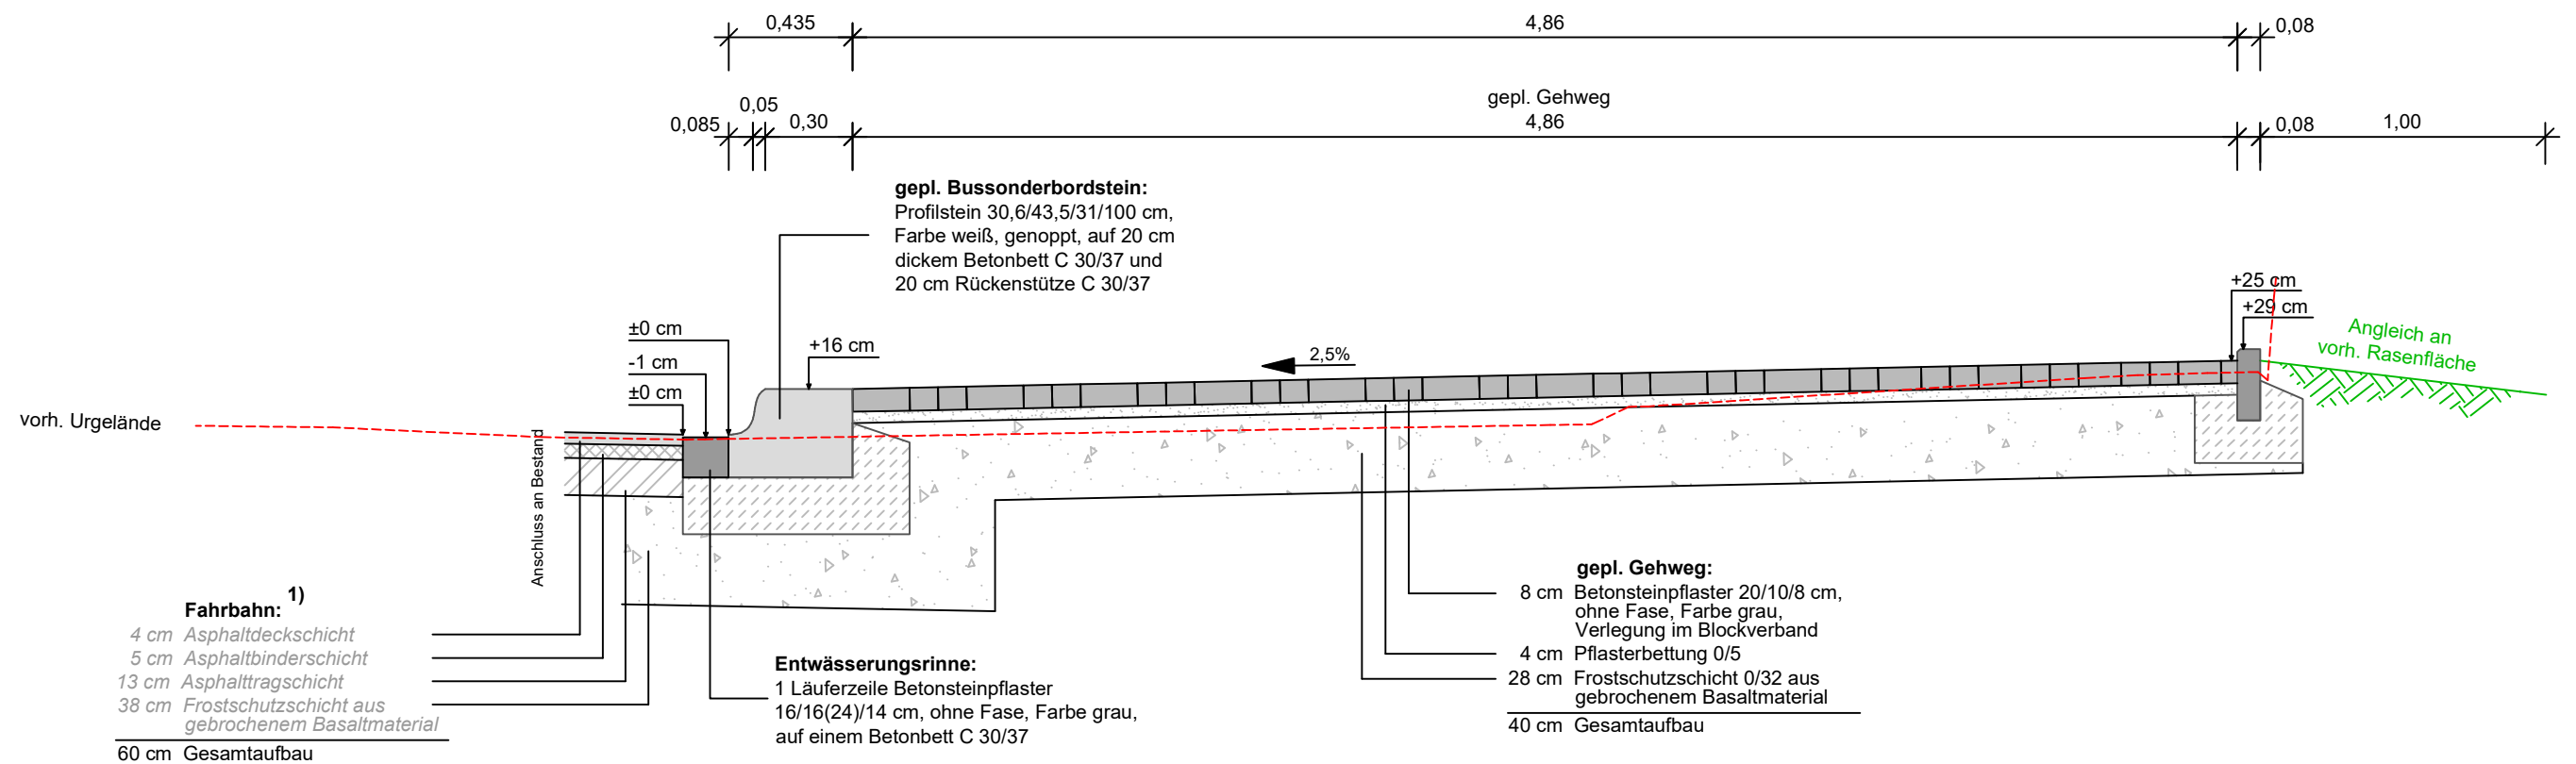 0,435
4,86
0,08
0,05
gepl. Gehweg
0,085
0,30
4,86
0,08
1,00
gepl. Bussonderbordstein:
Profilstein 30,6/43,5/31/100 cm,
Farbe weiß, genoppt, auf 20 cm
dickem Betonbett C 30/37 und
20 cm Rückenstütze C 30/37
+25 cm
+29 cm
±0 cm
-1 cm
±0 cm
+16 cm
2,5%
Angleich an
vorh. Rasenfläche
vorh. Urgelände
Anschluss an Bestand
1)
Fahrbahn:
4 cm Asphaltdeckschicht
5 cm Asphaltbinderschicht
13 cm Asphalttragschicht
38 cm Frostschutzschicht aus
gebrochenem Basaltmaterial
60 cm Gesamtaufbau
Entwässerungsrinne:
1 Läuferzeile Betonsteinpflaster
16/16(24)/14 cm, ohne Fase, Farbe grau,
auf einem Betonbett C 30/37
gepl. Gehweg:
8 cm Betonsteinpflaster 20/10/8 cm,
ohne Fase, Farbe grau,
Verlegung im Blockverband
4 cm Pflasterbettung 0/5
28 cm Frostschutzschicht 0/32 aus
gebrochenem Basaltmaterial
40 cm Gesamtaufbau